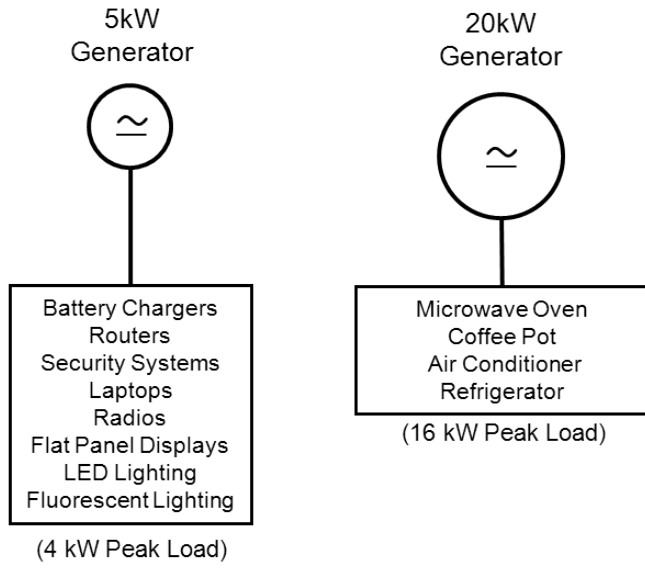 5kW
Generator
≃
Battery Chargers
Routers
Security Systems
Laptops
Radios
Flat Panel Displays
LED Lighting
Fluorescent Lighting
(4 kW Peak Load)
20kW
Generator
≃
Microwave Oven
Coffee Pot
Air Conditioner
Refrigerator
(16 kW Peak Load)